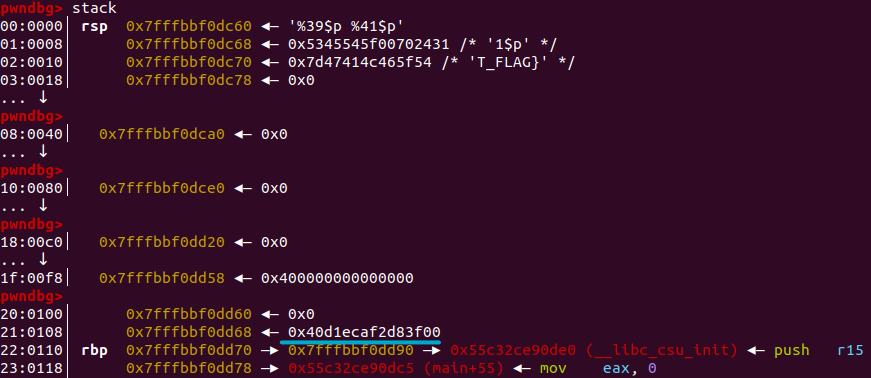 pwndbg> stack
00:0000│ rsp 0x7fffbbf0dc60 ◂— '%39$p %41$p'
01:0008│ 0x7fffbbf0dc68 ◂— 0x5345545f00702431 /* '1$p' */
02:0010│ 0x7fffbbf0dc70 ◂— 0x7d47414c465f54 /* 'T_FLAG}' */
03:0018│ 0x7fffbbf0dc78 ◂— 0x0
... ↓
pwndbg>
08:0040│ 0x7fffbbf0dca0 ◂— 0x0
... ↓
pwndbg>
10:0080│ 0x7fffbbf0dce0 ◂— 0x0
... ↓
pwndbg>
18:00c0│ 0x7fffbbf0dd20 ◂— 0x0
... ↓
1f:00f8│ 0x7fffbbf0dd58 ◂— 0x400000000000000
pwndbg>
20:0100│ 0x7fffbbf0dd60 ◂— 0x0
21:0108│ 0x7fffbbf0dd68 ◂— 0x40d1ecaf2d83f00
22:0110│ rbp 0x7fffbbf0dd70 —▸ 0x7fffbbf0dd90 —▸ 0x55c32ce90de0 (__libc_csu_init) ◂— push r15
23:0118│ 0x7fffbbf0dd78 —▸ 0x55c32ce90dc5 (main+55) ◂— mov eax, 0